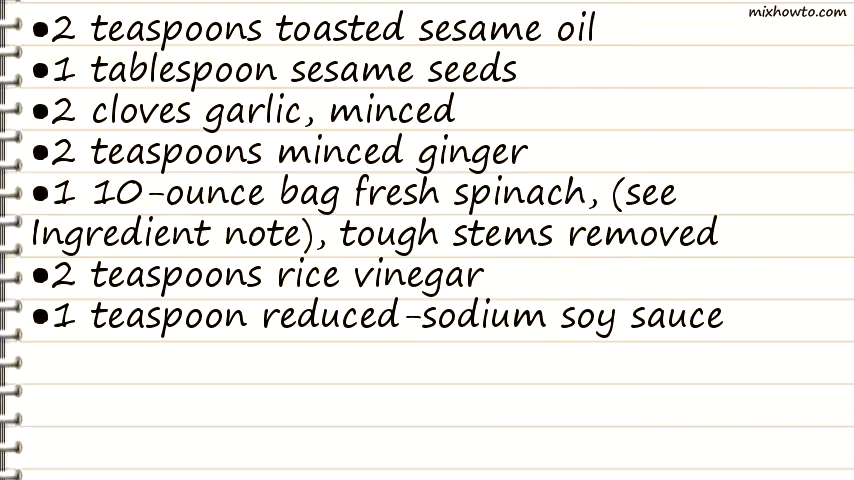 mixhowto.com
•2 teaspoons toasted sesame oil
•1 tablespoon sesame seeds
•2 cloves garlic, minced
•2 teaspoons minced ginger
•1 10-ounce bag fresh spinach, (see
Ingredient note), tough stems removed
•2 teaspoons rice vinegar
•1 teaspoon reduced-sodium soy sauce